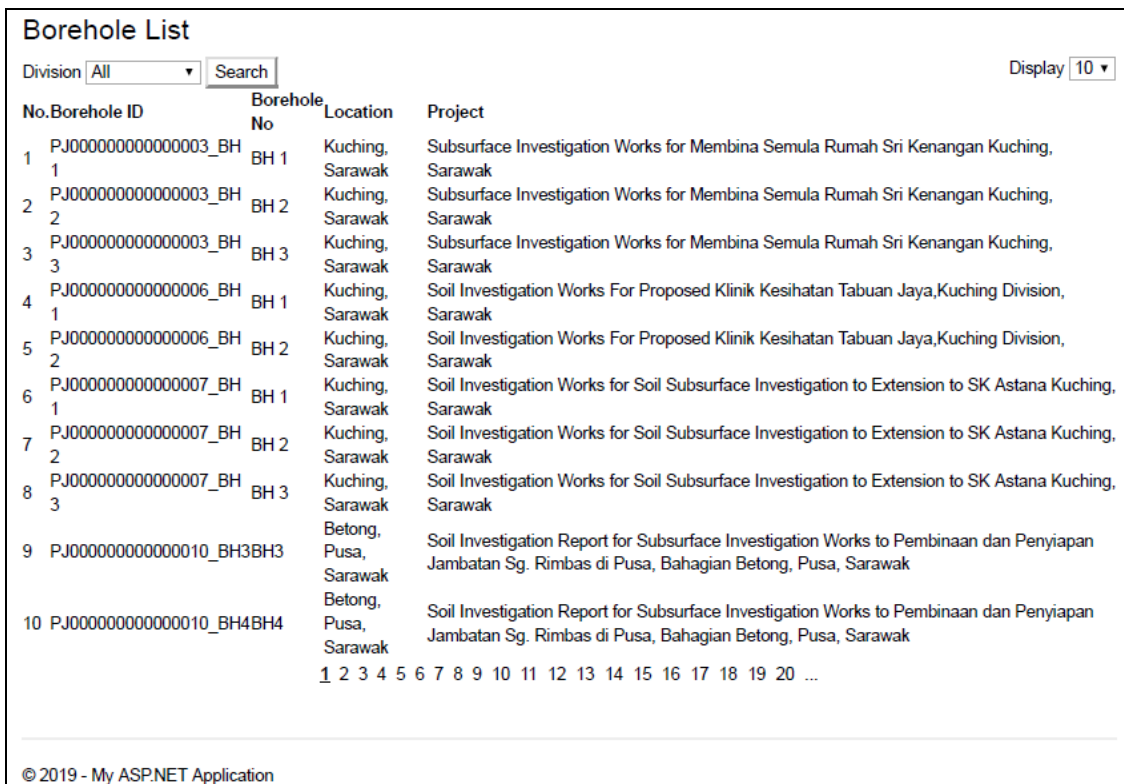 Borehole List
Division All Search Display 10
No. Borehole ID Borehole No Location Project
1 PJ000000000000003_BH 1 BH 1 Kuching, Sarawak Subsurface Investigation Works for Membina Semula Rumah Sri Kenangan Kuching, Sarawak
2 PJ000000000000003_BH 2 BH 2 Kuching, Sarawak Subsurface Investigation Works for Membina Semula Rumah Sri Kenangan Kuching, Sarawak
3 PJ000000000000003_BH 3 BH 3 Kuching, Sarawak Subsurface Investigation Works for Membina Semula Rumah Sri Kenangan Kuching, Sarawak
4 PJ000000000000006_BH 1 BH 1 Kuching, Sarawak Soil Investigation Works For Proposed Klinik Kesihatan Tabuan Jaya,Kuching Division, Sarawak
5 PJ000000000000006_BH 2 BH 2 Kuching, Sarawak Soil Investigation Works For Proposed Klinik Kesihatan Tabuan Jaya,Kuching Division, Sarawak
6 PJ000000000000007_BH 1 BH 1 Kuching, Sarawak Soil Investigation Works for Soil Subsurface Investigation to Extension to SK Astana Kuching, Sarawak
7 PJ000000000000007_BH 2 BH 2 Kuching, Sarawak Soil Investigation Works for Soil Subsurface Investigation to Extension to SK Astana Kuching, Sarawak
8 PJ000000000000007_BH 3 BH 3 Kuching, Sarawak Soil Investigation Works for Soil Subsurface Investigation to Extension to SK Astana Kuching, Sarawak
9 PJ000000000000010_BH3 BH3 Betong, Pusa, Sarawak Soil Investigation Report for Subsurface Investigation Works to Pembinaan dan Penyiapan Jambatan Sg. Rimbas di Pusa, Bahagian Betong, Pusa, Sarawak
10 PJ000000000000010_BH4 BH4 Betong, Pusa, Sarawak Soil Investigation Report for Subsurface Investigation Works to Pembinaan dan Penyiapan Jambatan Sg. Rimbas di Pusa, Bahagian Betong, Pusa, Sarawak
1 2 3 4 5 6 7 8 9 10 11 12 13 14 15 16 17 18 19 20 ...
© 2019 - My ASP.NET Application